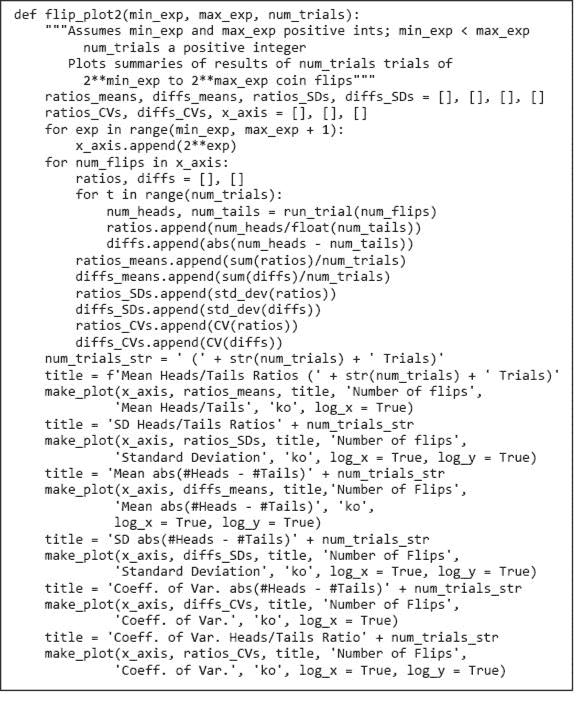 def flip_plot2(min_exp, max_exp, num_trials):
    """Assumes min_exp and max_exp positive ints; min_exp < max_exp
         num_trials a positive integer
       Plots summaries of results of num_trials trials of
         2**min_exp to 2**max_exp coin flips"""
    ratios_means, diffs_means, ratios_SDs, diffs_SDs = [], [], [], []
    ratios_CVs, diffs_CVs, x_axis = [], [], []
    for exp in range(min_exp, max_exp + 1):
        x_axis.append(2**exp)
    for num_flips in x_axis:
        ratios, diffs = [], []
        for t in range(num_trials):
            num_heads, num_tails = run_trial(num_flips)
            ratios.append(num_heads/float(num_tails))
            diffs.append(abs(num_heads - num_tails))
        ratios_means.append(sum(ratios)/num_trials)
        diffs_means.append(sum(diffs)/num_trials)
        ratios_SDs.append(std_dev(ratios))
        diffs_SDs.append(std_dev(diffs))
        ratios_CVs.append(CV(ratios))
        diffs_CVs.append(CV(diffs))
    num_trials_str = ' (' + str(num_trials) + ' Trials)'
    title = f'Mean Heads/Tails Ratios (' + str(num_trials) + ' Trials)'
    make_plot(x_axis, ratios_means, title, 'Number of flips',
             'Mean Heads/Tails', 'ko', log_x = True)
    title = 'SD Heads/Tails Ratios' + num_trials_str
    make_plot(x_axis, ratios_SDs, title, 'Number of flips',
             'Standard Deviation', 'ko', log_x = True, log_y = True)
    title = 'Mean abs(#Heads - #Tails)' + num_trials_str
    make_plot(x_axis, diffs_means, title,'Number of Flips',
             'Mean abs(#Heads - #Tails)', 'ko',
             log_x = True, log_y = True)
    title = 'SD abs(#Heads - #Tails)' + num_trials_str
    make_plot(x_axis, diffs_SDs, title, 'Number of Flips',
             'Standard Deviation', 'ko', log_x = True, log_y = True)
    title = 'Coeff. of Var. abs(#Heads - #Tails)' + num_trials_str
    make_plot(x_axis, diffs_CVs, title, 'Number of Flips',
             'Coeff. of Var.', 'ko', log_x = True)
    title = 'Coeff. of Var. Heads/Tails Ratio' + num_trials_str
    make_plot(x_axis, ratios_CVs, title, 'Number of Flips',
             'Coeff. of Var.', 'ko', log_x = True, log_y = True)